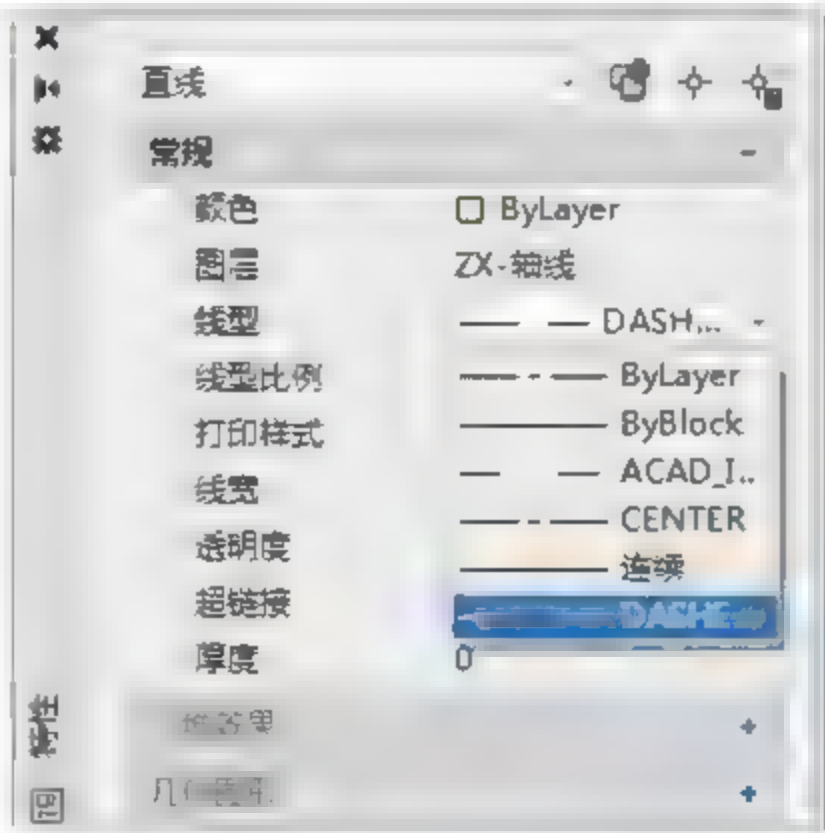 直线
常规
颜色 ByLayer
图层 ZX-轴线
线型 DASH...
线型比例 ByLayer
打印样式 ByBlock
线宽 ACAD_I..
透明度 CENTER
连续
超链接 DASHE
厚度 0
特性